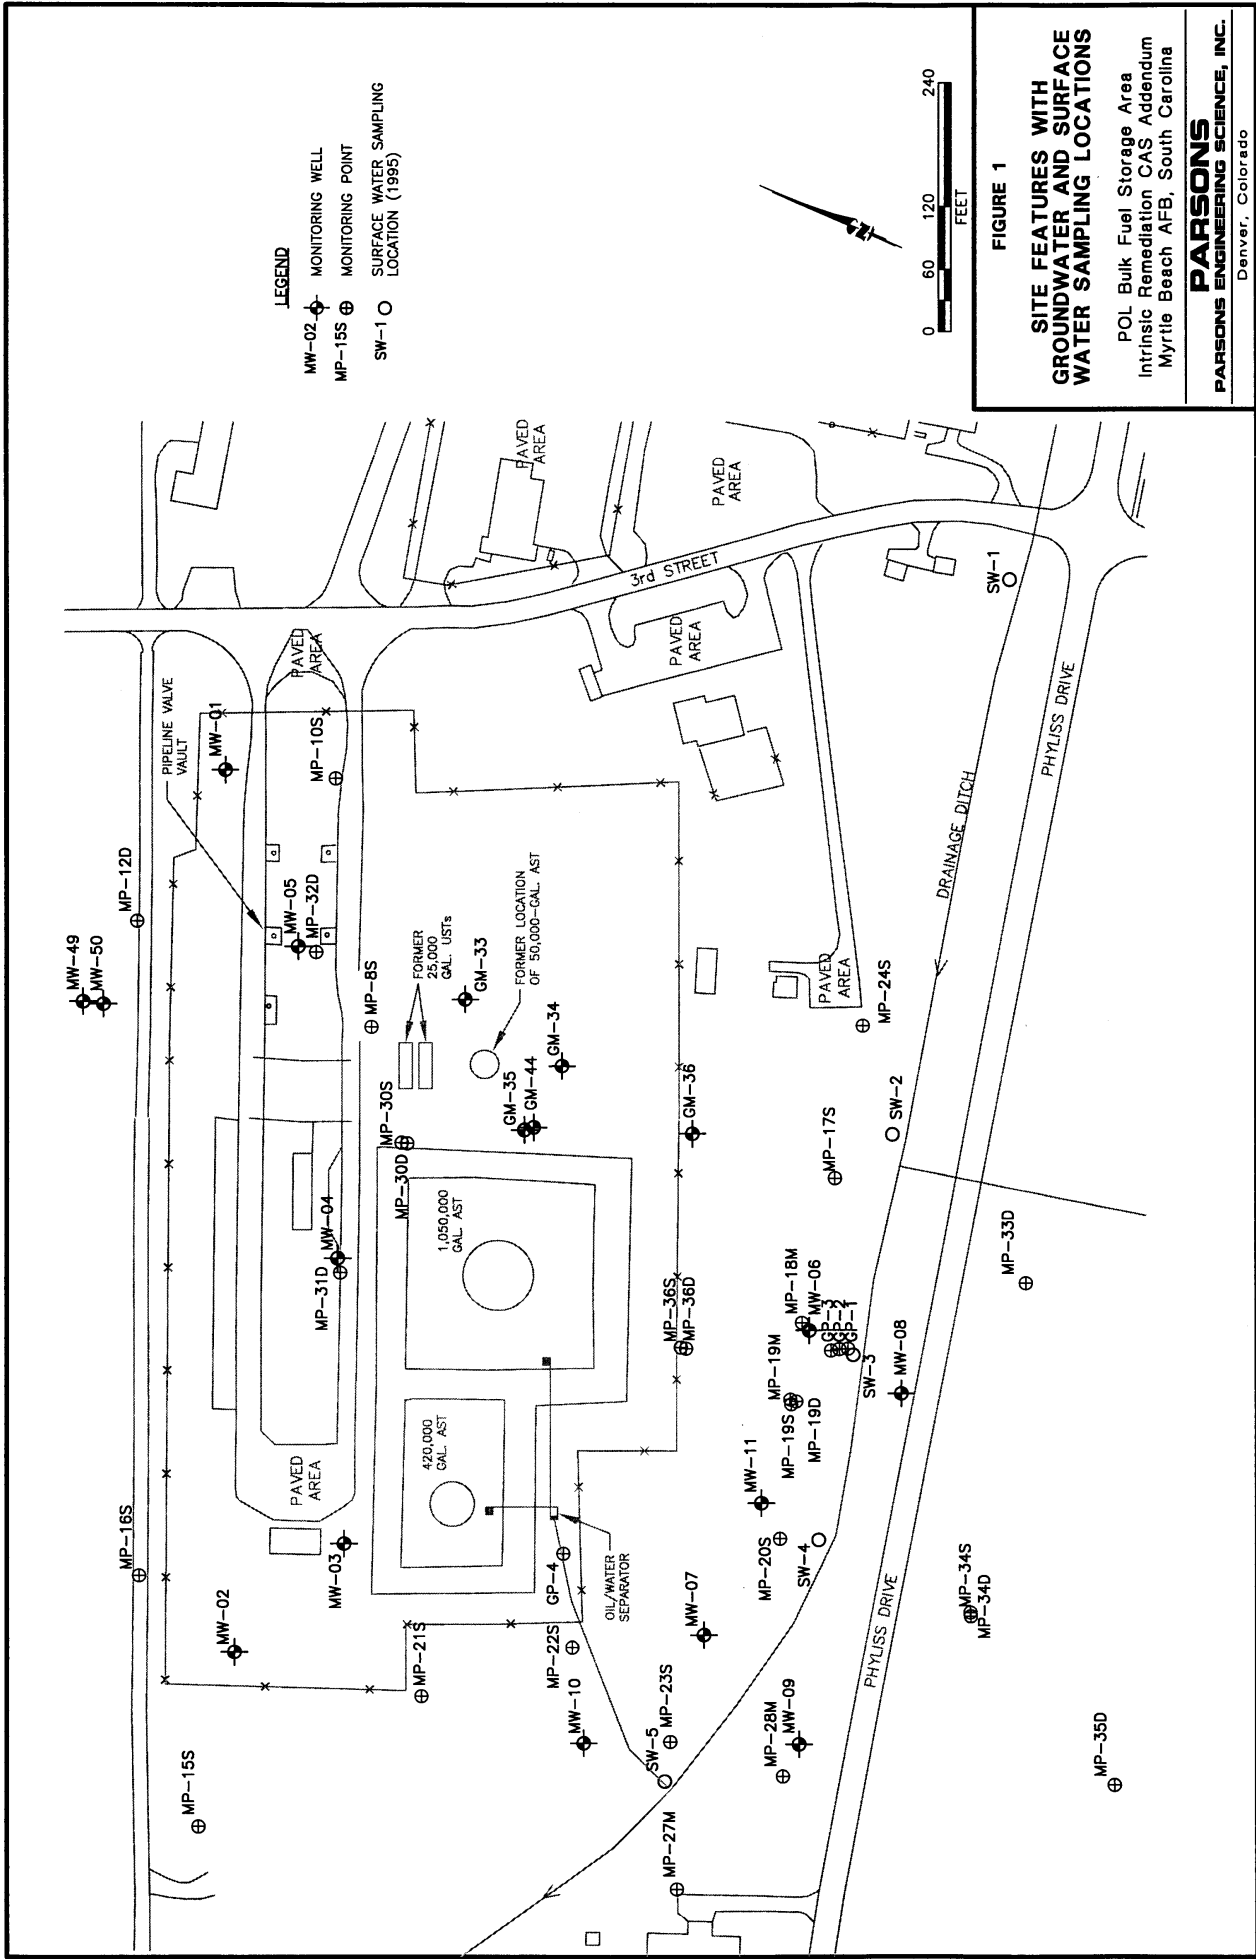 LEGEND
MW-02 MONITORING WELL
MP-15S MONITORING POINT
SW-1 SURFACE WATER SAMPLING
LOCATION (1995)
MW-49
MW-50
MP-12D
MP-16S
MP-15S
PIPELINE VALVE
VAULT
MW-01
MW-02
MW-05
MP-32D
MP-10S
PAVED
AREA
PAVED
AREA
MW-03
MW-04
MP-31D
MP-8S
MP-30S
MP-30D
MP-21S
FORMER
25,000
GAL. USTs
GM-33
FORMER LOCATION
OF 50,000-GAL. AST
GM-34
GM-35
GM-44
1,050,000
GAL. AST
420,000
GAL. AST
GP-4
OIL/WATER
SEPARATOR
MP-22S
MW-10
GM-36
MP-36S
MP-36D
MW-07
SW-5
MP-23S
MP-27M
3rd STREET
PAVED
AREA
PAVED
AREA
PAVED
AREA
PAVED
AREA
MP-24S
MP-17S
SW-2
MP-18M
MW-06
GP-3
GP-2
GP-1
SW-3
MW-08
MP-19M
MP-19S
MP-19D
MW-11
MP-20S
SW-4
MP-28M
MW-09
DRAINAGE DITCH
SW-1
PHYLISS DRIVE
PHYLISS DRIVE
MP-33D
MP-34S
MP-34D
MP-35D
N
0 60 120 240
FEET
FIGURE 1
SITE FEATURES WITH
GROUNDWATER AND SURFACE
WATER SAMPLING LOCATIONS
POL Bulk Fuel Storage Area
Intrinsic Remediation CAS Addendum
Myrtle Beach AFB, South Carolina
PARSONS
PARSONS ENGINEERING SCIENCE, INC.
Denver, Colorado